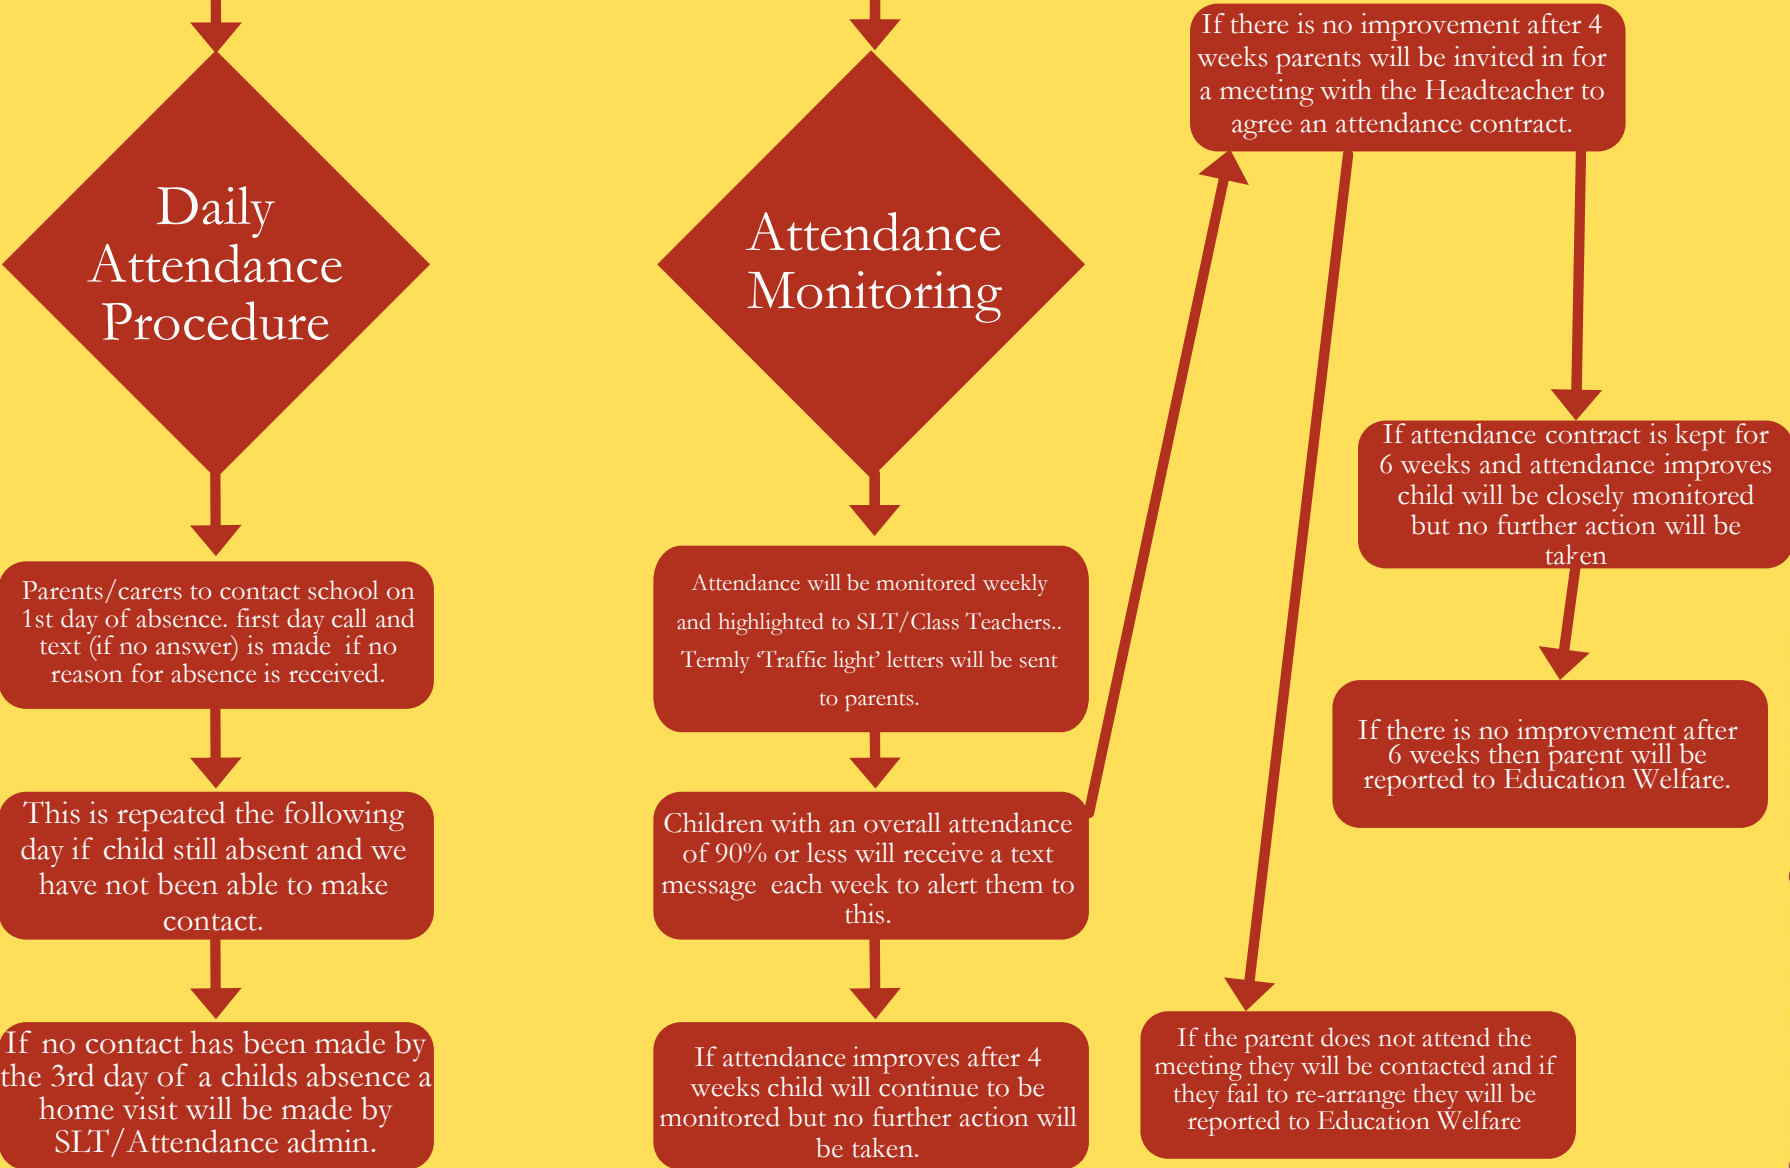 Daily
Attendance
Procedure
Parents/carers to contact school on
1st day of absence. first day call and
text (if no answer) is made  if no
reason for absence is received.
This is repeated the following
day if child still absent and we
have not been able to make
contact.
If no contact has been made by
the 3rd day of a childs absence a
home visit will be made by
SLT/Attendance admin.
Attendance
Monitoring
Attendance will be monitored weekly
and highlighted to SLT/Class Teachers..
Termly ‘Traffic light’ letters will be sent
to parents.
Children with an overall attendance
of 90% or less will receive a text
message  each week to alert them to
this.
If attendance improves after 4
weeks child will continue to be
monitored but no further action will
be taken.
If there is no improvement after 4
weeks parents will be invited in for
a meeting with the Headteacher to
agree an attendance contract.
If attendance contract is kept for
6 weeks and attendance improves
child will be closely monitored
but no further action will be
taken
If there is no improvement after
6 weeks then parent will be
reported to Education Welfare.
If the parent does not attend the
meeting they will be contacted and if
they fail to re-arrange they will be
reported to Education Welfare